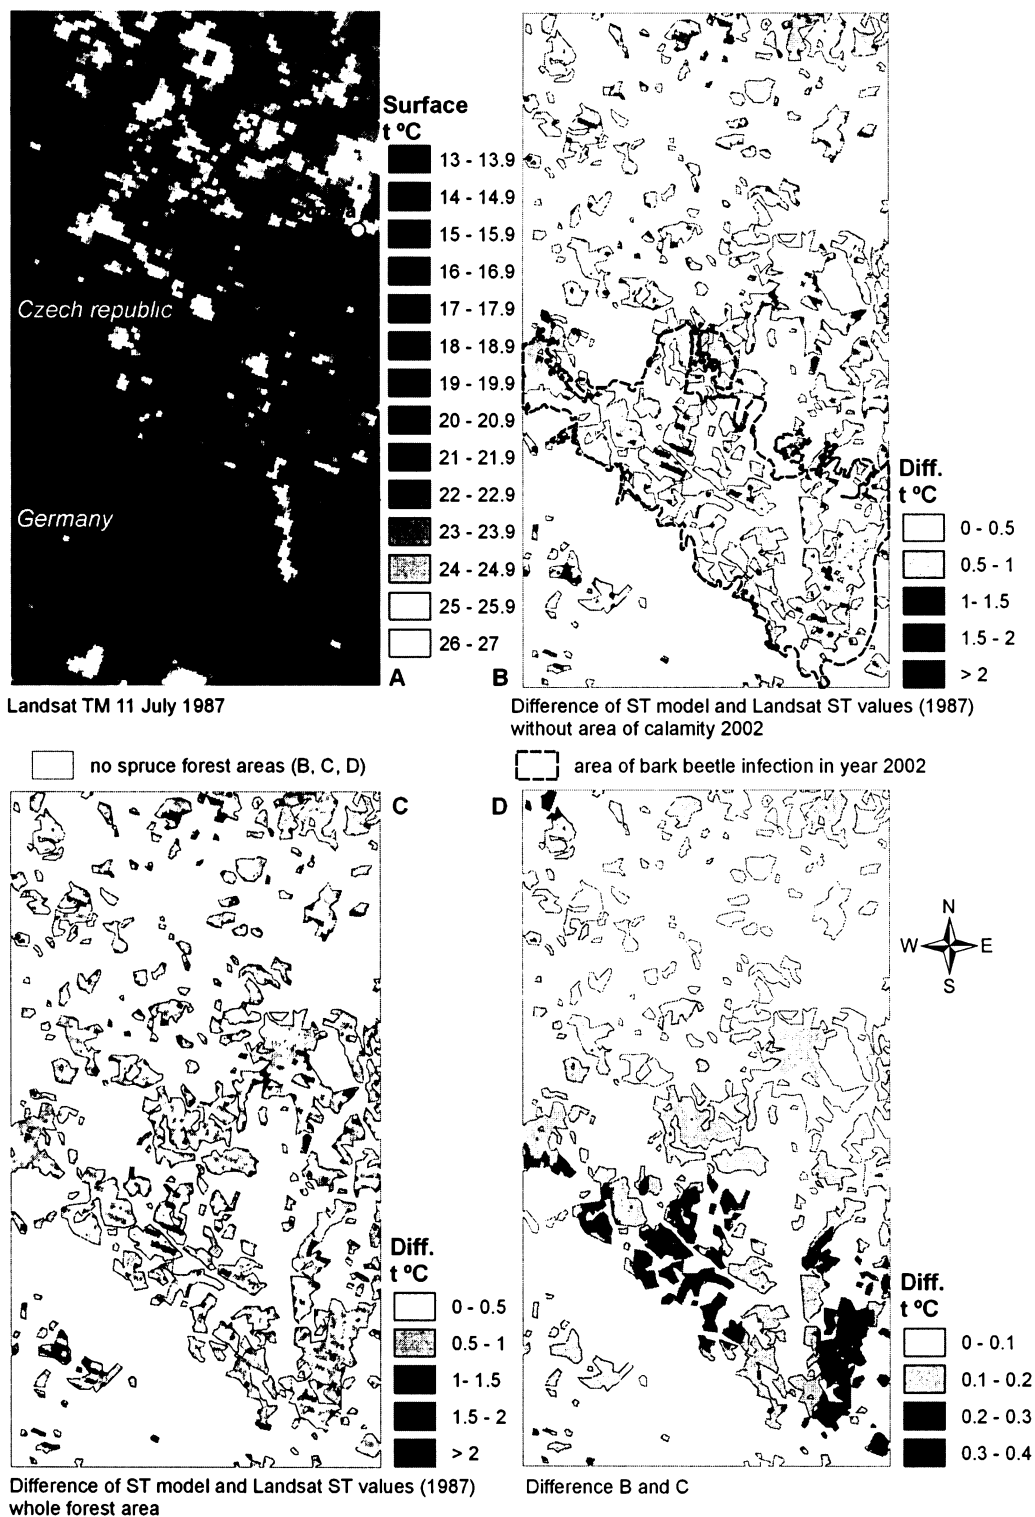 Surface
t ºC
13 - 13.9
14 - 14.9
15 - 15.9
16 - 16.9
17 - 17.9
18 - 18.9
19 - 19.9
20 - 20.9
21 - 21.9
22 - 22.9
23 - 23.9
24 - 24.9
25 - 25.9
26 - 27
Czech republic
Germany
A
Landsat TM 11 July 1987
B
Diff.
t ºC
0 - 0.5
0.5 - 1
1- 1.5
1.5 - 2
> 2
Difference of ST model and Landsat ST values (1987)
without area of calamity 2002
no spruce forest areas (B, C, D)
area of bark beetle infection in year 2002
C
Diff.
t ºC
0 - 0.5
0.5 - 1
1- 1.5
1.5 - 2
> 2
Difference of ST model and Landsat ST values (1987)
whole forest area
D
N
W
E
S
Diff.
t ºC
0 - 0.1
0.1 - 0.2
0.2 - 0.3
0.3 - 0.4
Difference B and C